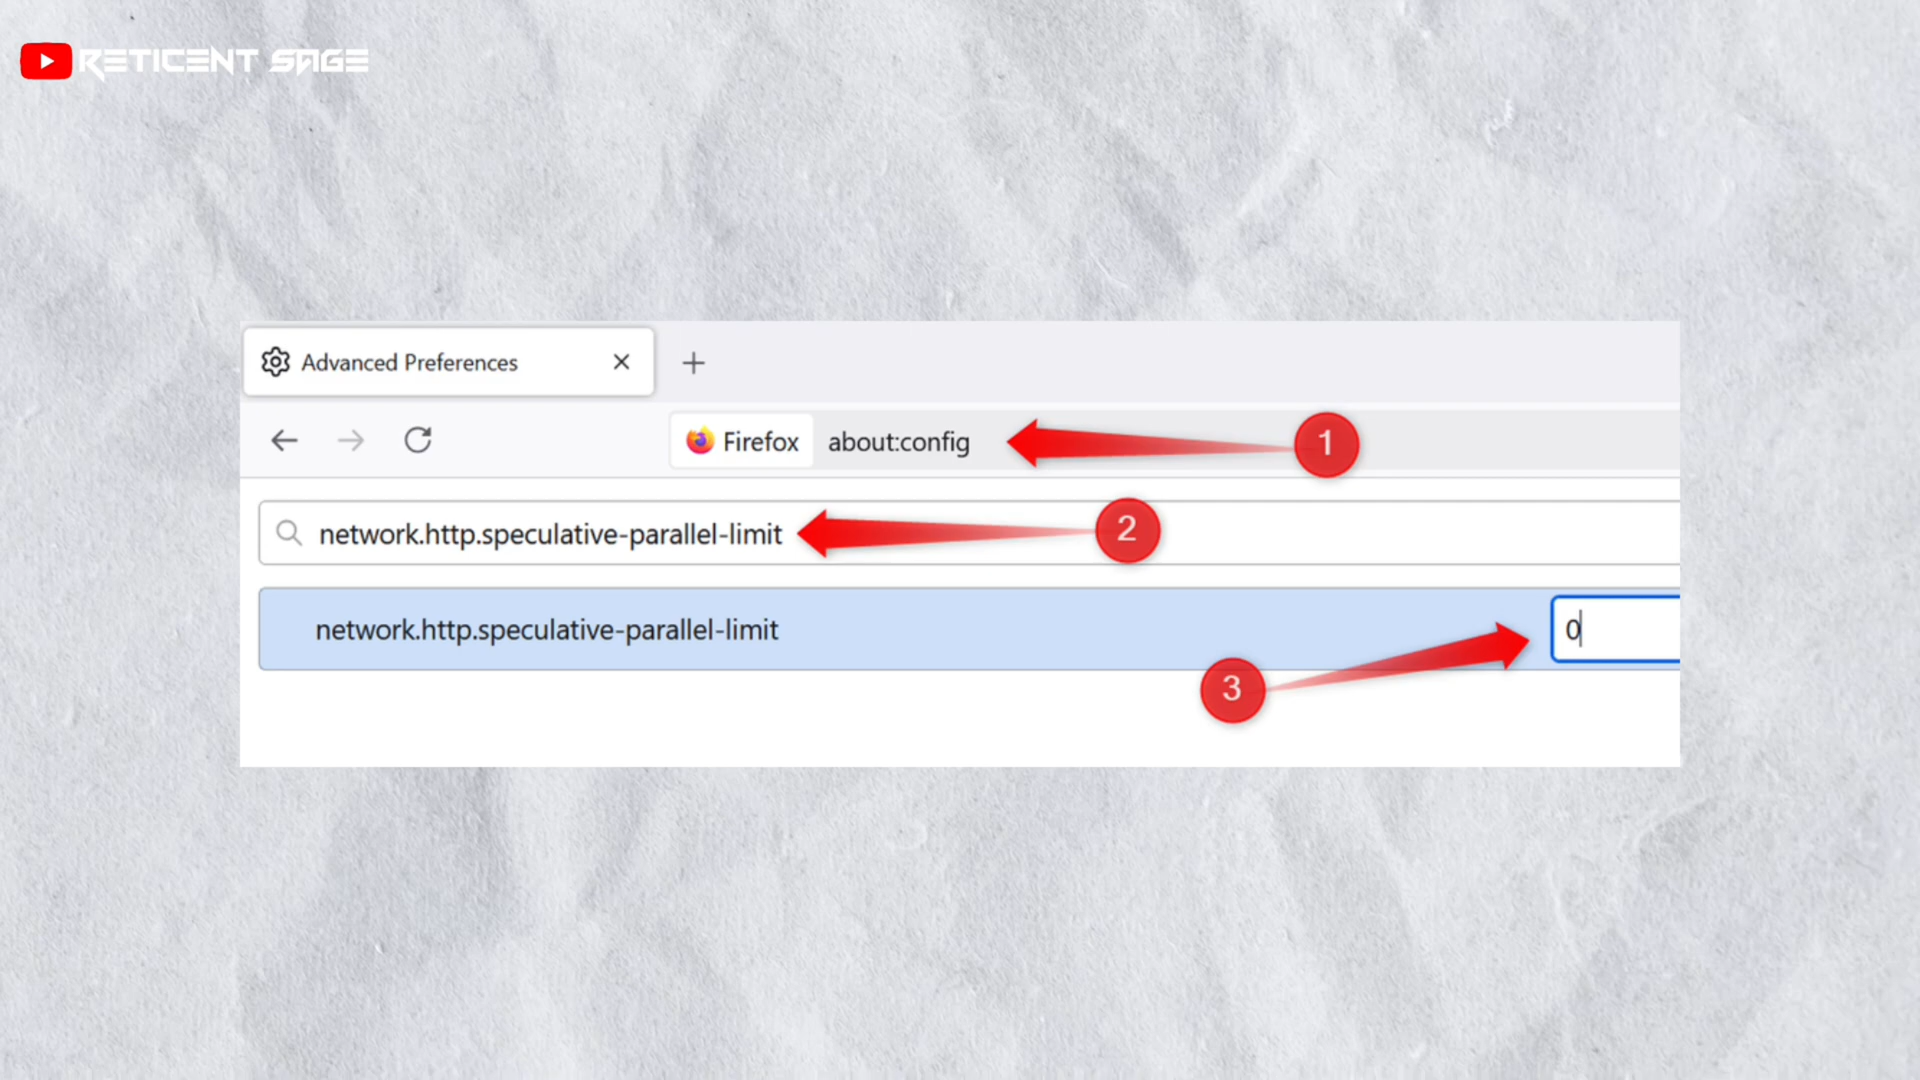 RETICENT SAGE
Advanced Preferences
Firefox about:config
1
network.http.speculative-parallel-limit
2
network.http.speculative-parallel-limit
0
3